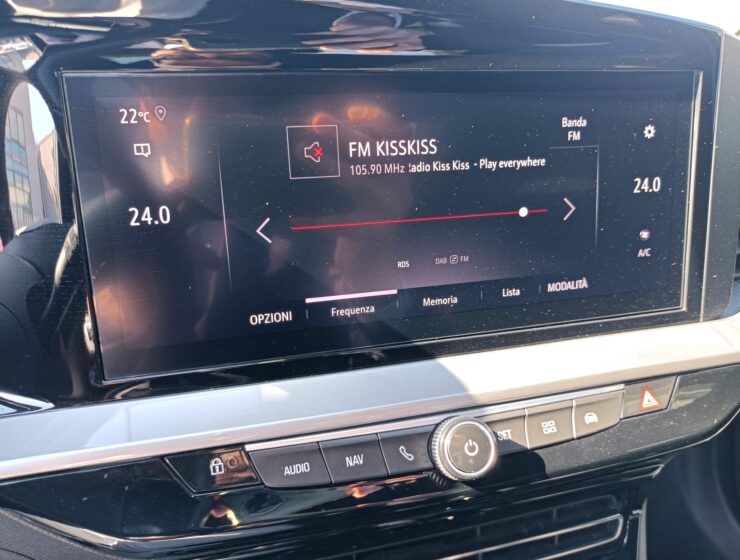 22°C
Banda
FM
FM KISSKISS
105.90 MHz adio Kiss Kiss - Play everywhere
24.0
24.0
A/C
RDS
DAB FM
OPZIONI
Frequenza
Memoria
Lista
MODALITÀ
AUDIO
NAV
SET